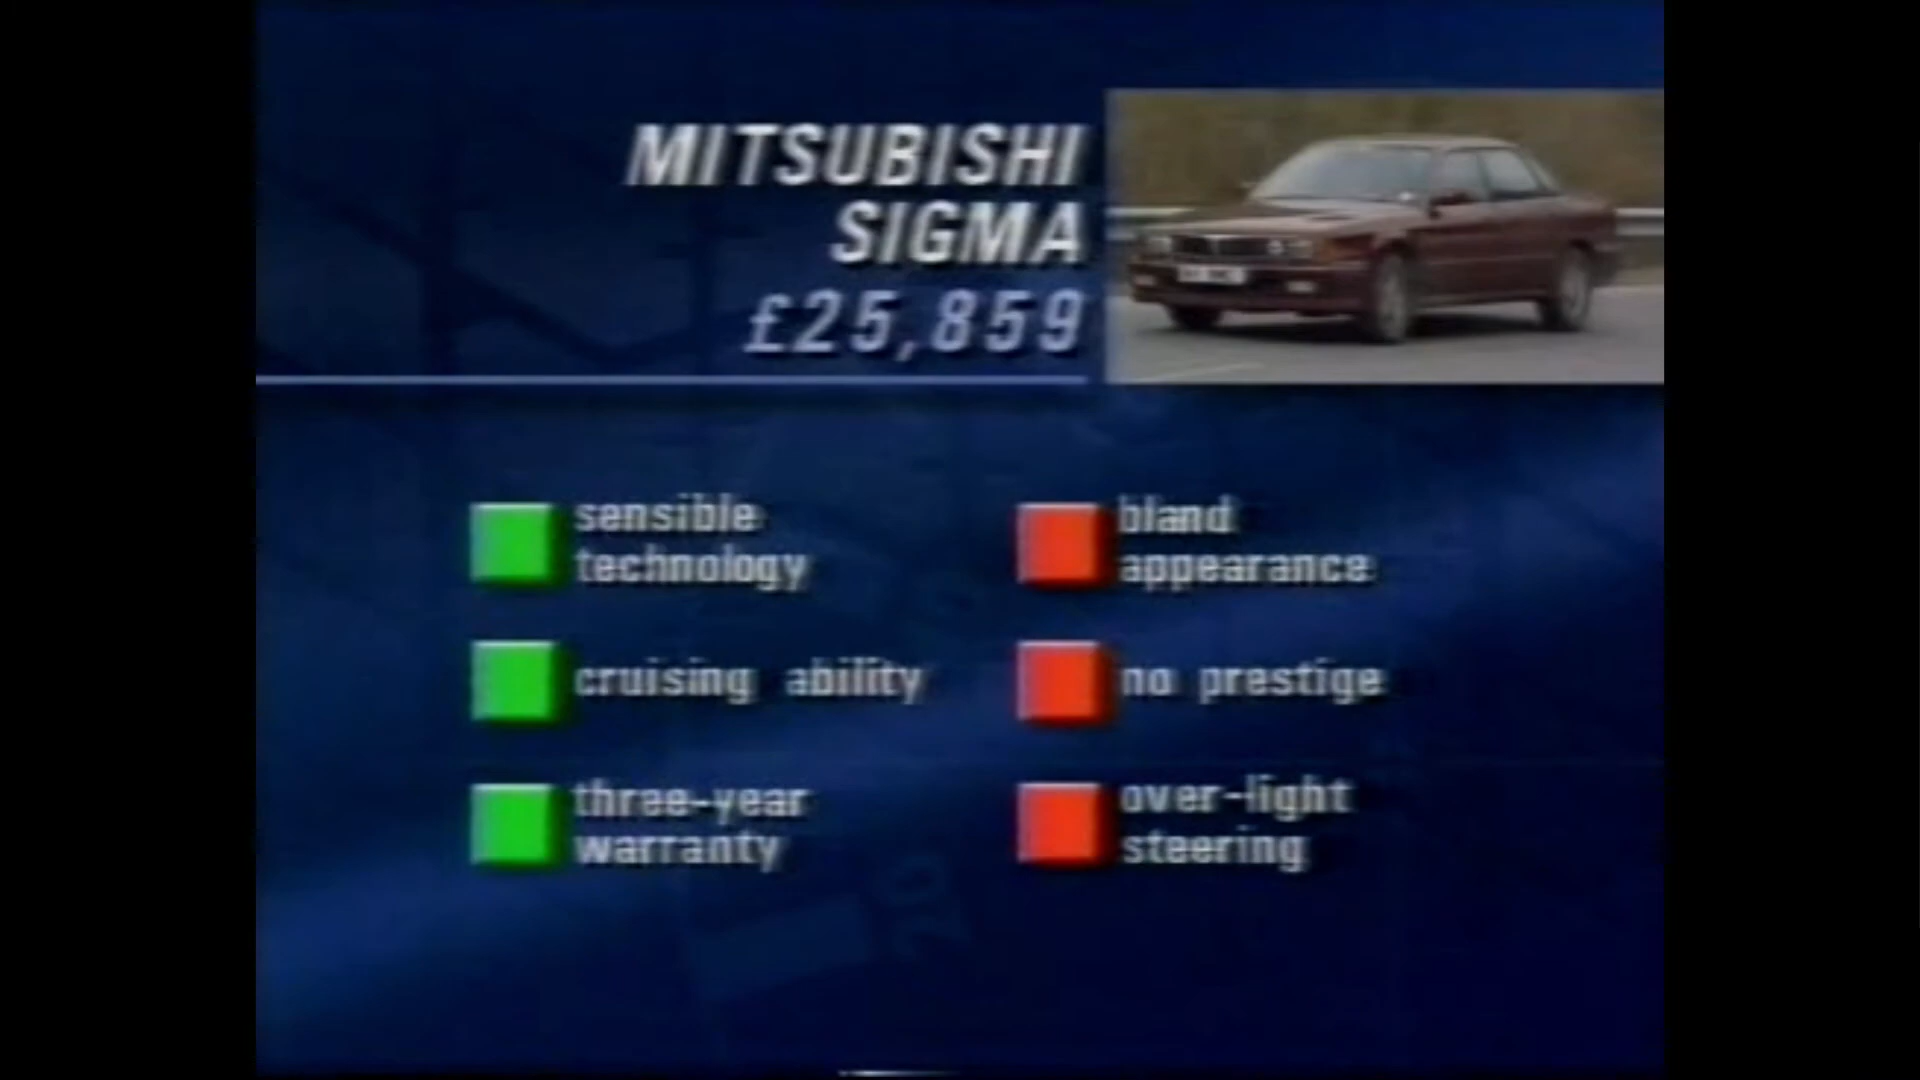 MITSUBISHI
SIGMA
£25,859
sensible
technology
cruising ability
three-year
warranty
bland
appearance
no prestige
over-light
steering